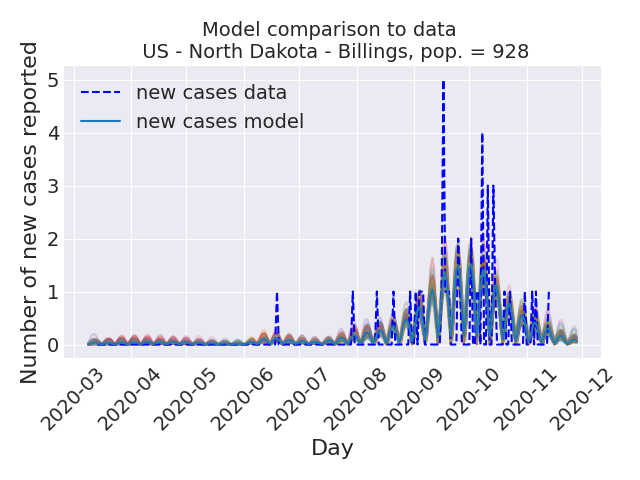 Model comparison to data
US - North Dakota - Billings, pop. = 928
Number of new cases reported
5
4
3
2
1
0
new cases data
new cases model
2020-03
2020-04
2020-05
2020-06
2020-07
2020-08
2020-09
2020-10
2020-11
2020-12
Day